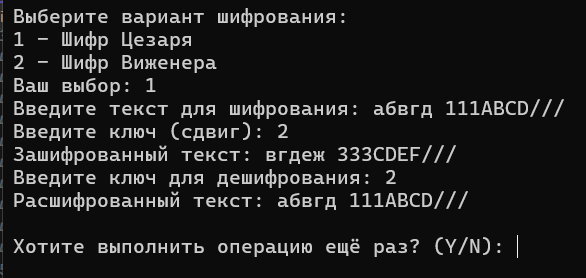 Выберите вариант шифрования:
1 – Шифр Цезаря
2 – Шифр Виженера
Ваш выбор: 1
Введите текст для шифрования: абвгд 111ABCD///
Введите ключ (сдвиг): 2
Зашифрованный текст: вгдеж 333CDEF///
Введите ключ для дешифрования: 2
Расшифрованный текст: абвгд 111ABCD///
Хотите выполнить операцию ещё раз? (Y/N):